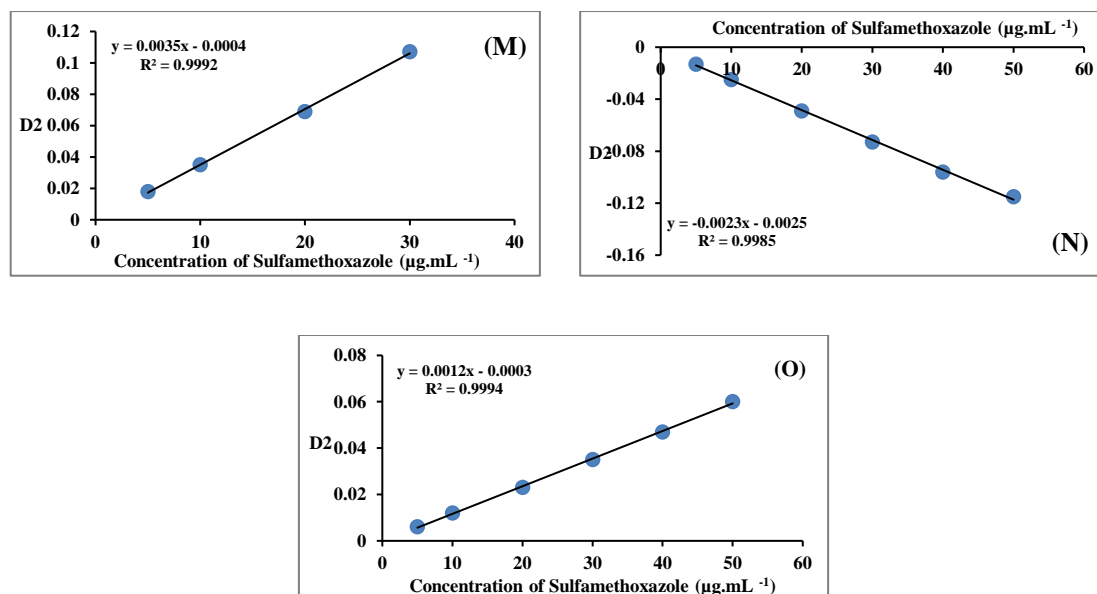 0.12
y = 0.0035x - 0.0004
R² = 0.9992
(M)
0.1
0.08
D2
0.06
0.04
0.02
0
0 10 20 30 40
Concentration of Sulfamethoxazole (µg.mL -1)
Concentration of Sulfamethoxazole (µg.mL -1)
0
0 10 20 30 40 50 60
-0.04
D2
-0.08
-0.12
y = -0.0023x - 0.0025
R² = 0.9985
(N)
-0.16
0.08
y = 0.0012x - 0.0003
R² = 0.9994
(O)
0.06
D2
0.04
0.02
0
0 10 20 30 40 50 60
Concentration of Sulfamethoxazole (µg.mL -1)